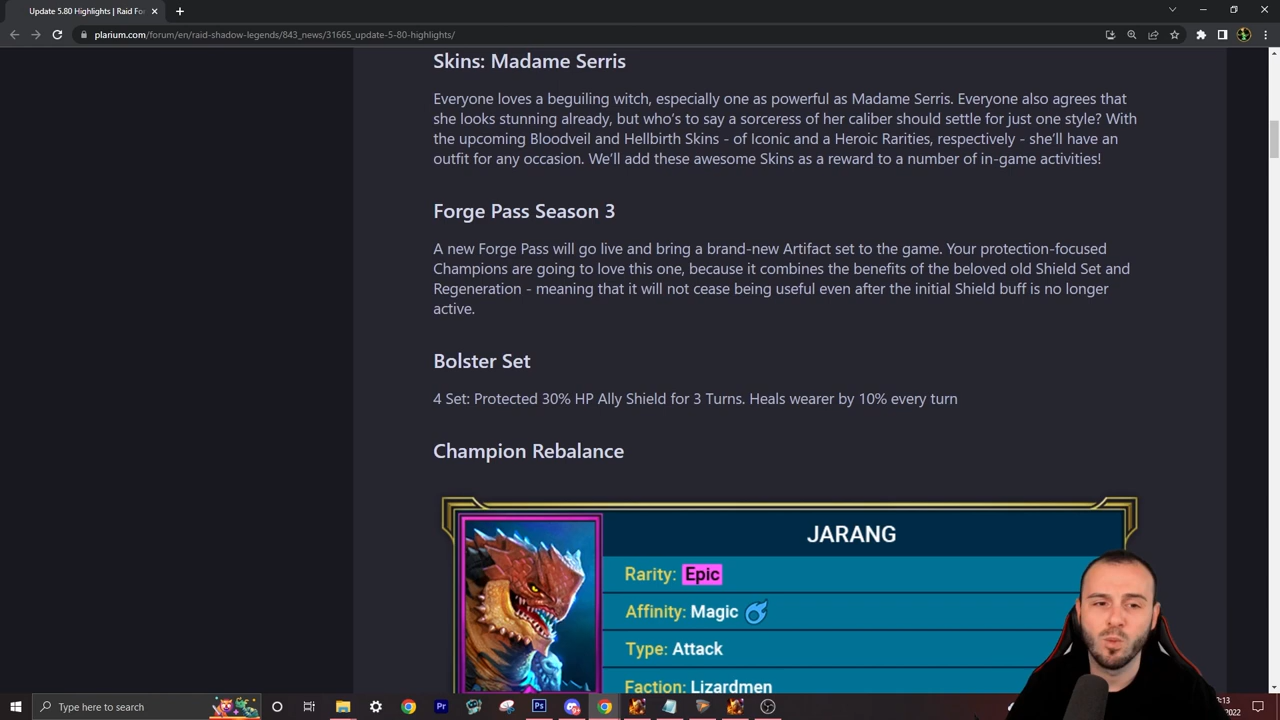 Update 5.80 Highlights | Raid Fo
plarium.com/forum/en/raid-shadow-legends/843_news/31665_update-5-80-highlights/
Skins: Madame Serris
Everyone loves a beguiling witch, especially one as powerful as Madame Serris. Everyone also agrees that
she looks stunning already, but who's to say a sorceress of her caliber should settle for just one style? With
the upcoming Bloodveil and Hellbirth Skins - of Iconic and a Heroic Rarities, respectively - she'll have an
outfit for any occasion. We'll add these awesome Skins as a reward to a number of in-game activities!
Forge Pass Season 3
A new Forge Pass will go live and bring a brand-new Artifact set to the game. Your protection-focused
Champions are going to love this one, because it combines the benefits of the beloved old Shield Set and
Regeneration - meaning that it will not cease being useful even after the initial Shield buff is no longer
active.
Bolster Set
4 Set: Protected 30% HP Ally Shield for 3 Turns. Heals wearer by 10% every turn
Champion Rebalance
JARANG
Rarity: Epic
Affinity: Magic
Type: Attack
Faction: Lizardmen
Type here to search
:13
2022